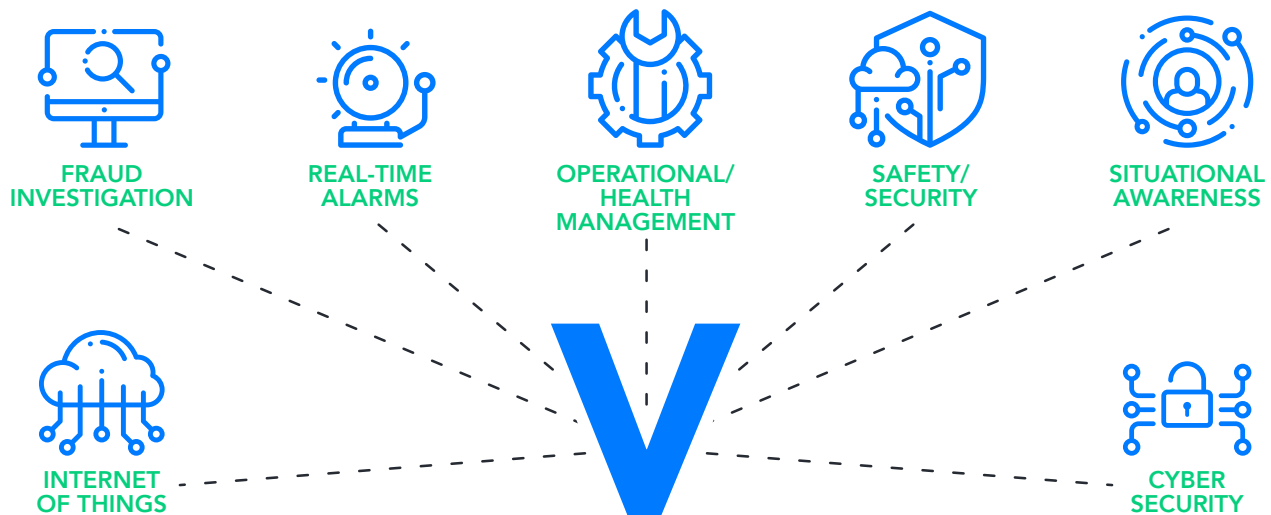 FRAUD
INVESTIGATION
REAL-TIME
ALARMS
OPERATIONAL/
HEALTH
MANAGEMENT
SAFETY/
SECURITY
SITUATIONAL
AWARENESS
V
INTERNET
OF THINGS
CYBER
SECURITY